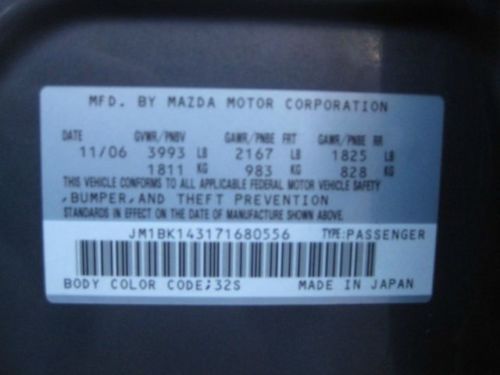 MFD. BY MAZDA MOTOR CORPORATION
DATE GVWR/PNBV GAWR/PNBE FRT GAWR/PNBE RR
11/06 3993 LB 2167 LB 1825 LB
1811 KG 983 KG 828 KG
THIS VEHICLE CONFORMS TO ALL APPLICABLE FEDERAL MOTOR VEHICLE SAFETY
,BUMPER,AND THEFT PREVENTION
STANDARDS IN EFFECT ON THE DATE OF MANUFACTURE SHOWN ABOVE.
JM1BK143171680556 TYPE:PASSENGER
BODY COLOR CODE;32S MADE IN JAPAN